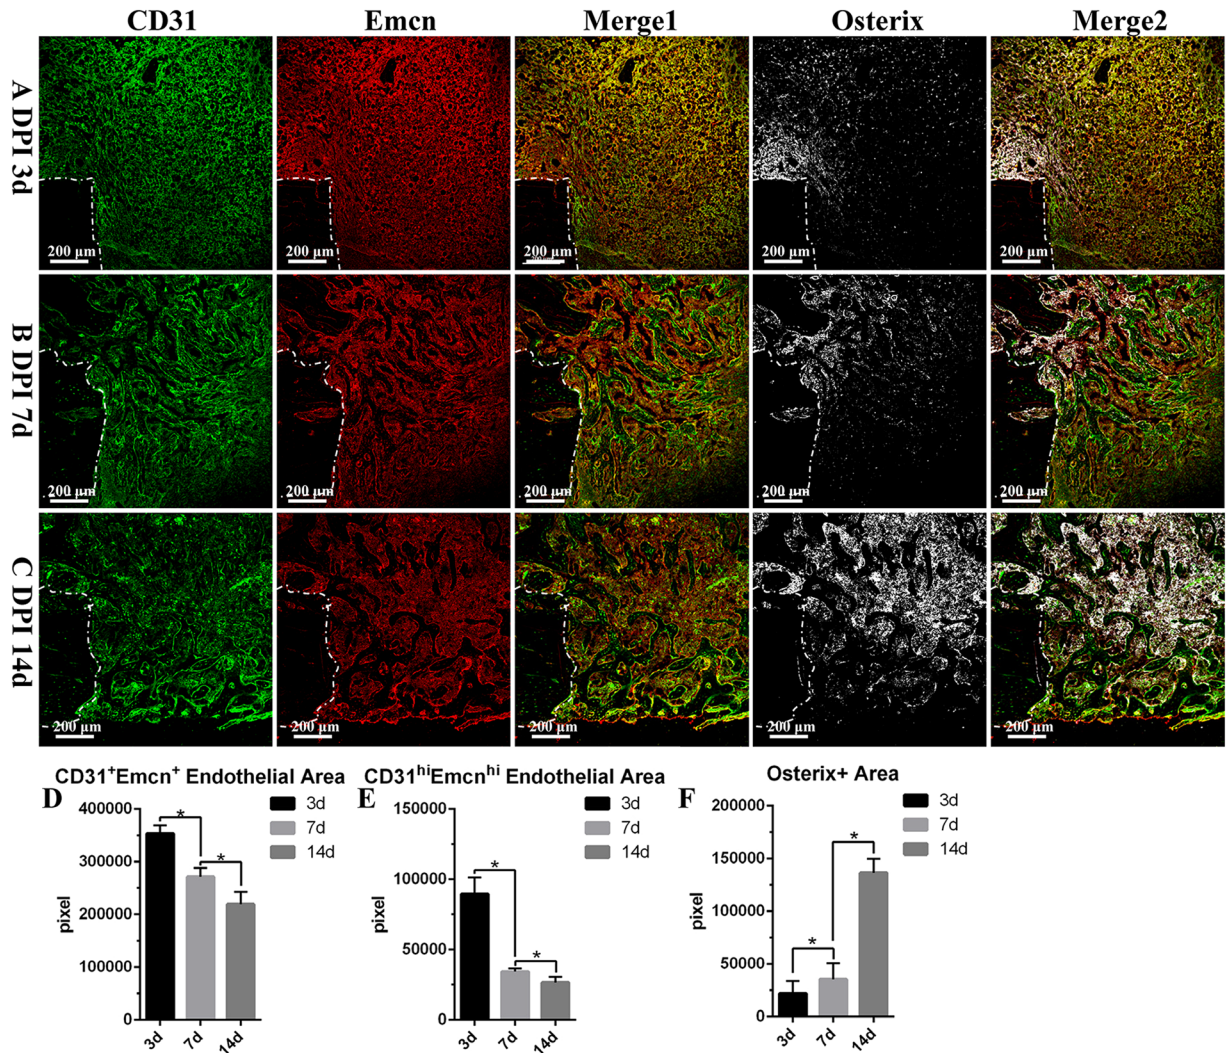 CD31 Emcn Merge1 Osterix Merge2
A DPI 3d
200 µm 200 µm 200 µm 200 µm 200 µm
B DPI 7d
200 µm 200 µm 200 µm 200 µm 200 µm
C DPI 14d
200 µm 200 µm 200 µm 200 µm 200 µm
D
CD31⁺Emcn⁺ Endothelial Area
3d
7d
14d
*
*
400000
300000
200000
100000
0
pixel
3d 7d 14d
E
CD31ʰⁱEmcnʰⁱ Endothelial Area
3d
7d
14d
*
*
150000
100000
50000
0
pixel
3d 7d 14d
F
Osterix+ Area
3d
7d
14d
*
*
200000
150000
100000
50000
0
pixel
3d 7d 14d